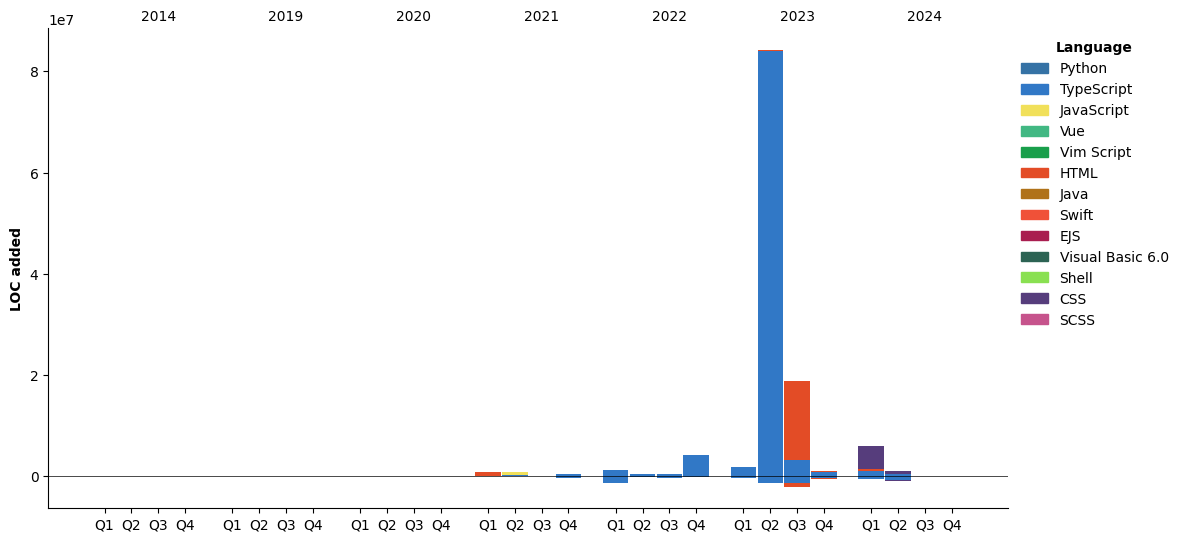 1e7
2014 2019 2020 2021 2022 2023 2024
Language
Python
TypeScript
JavaScript
Vue
Vim Script
HTML
Java
Swift
EJS
Visual Basic 6.0
Shell
CSS
SCSS
LOC added
8
6
4
2
0
Q1 Q2 Q3 Q4 Q1 Q2 Q3 Q4 Q1 Q2 Q3 Q4 Q1 Q2 Q3 Q4 Q1 Q2 Q3 Q4 Q1 Q2 Q3 Q4 Q1 Q2 Q3 Q4